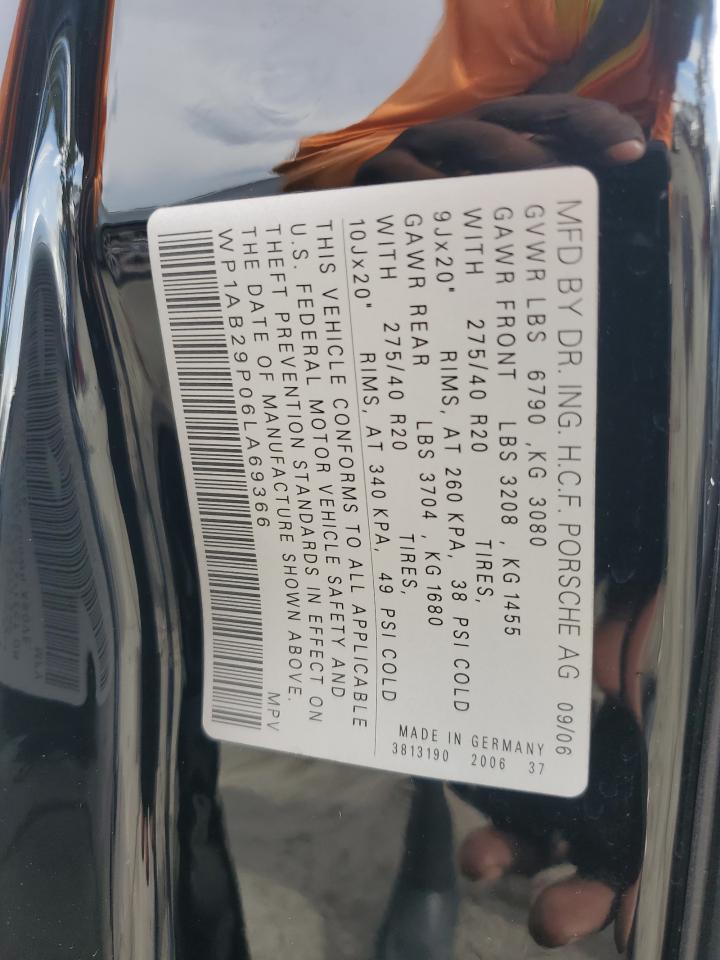 MFD BY DR. ING. H.C.F. PORSCHE AG 09/06
GVWR LBS 6790 ,KG 3080
GAWR FRONT LBS 3208 , KG 1455
WITH 275/40 R20 TIRES,
9Jx20" RIMS, AT 260 KPA, 38 PSI COLD
GAWR REAR LBS 3704 , KG 1680
WITH 275/40 R20 TIRES,
10Jx20" RIMS, AT 340 KPA, 49 PSI COLD
MADE IN GERMANY
3813190 2006 37
THIS VEHICLE CONFORMS TO ALL APPLICABLE
U.S. FEDERAL MOTOR VEHICLE SAFETY AND
THEFT PREVENTION STANDARDS IN EFFECT ON
THE DATE OF MANUFACTURE SHOWN ABOVE.
WP1AB29P06LA69366 MPV